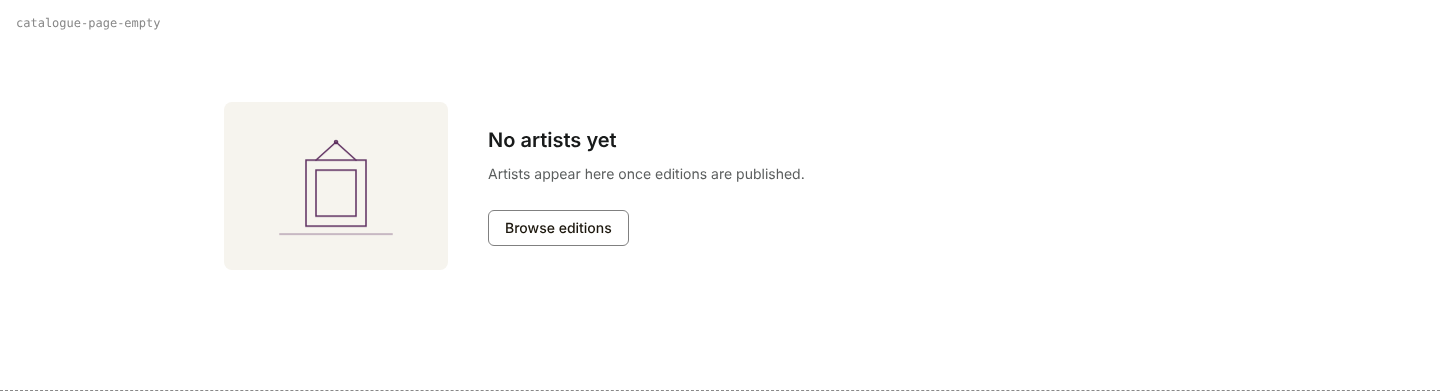 catalogue-page-empty
No artists yet
Artists appear here once editions are published.
Browse editions